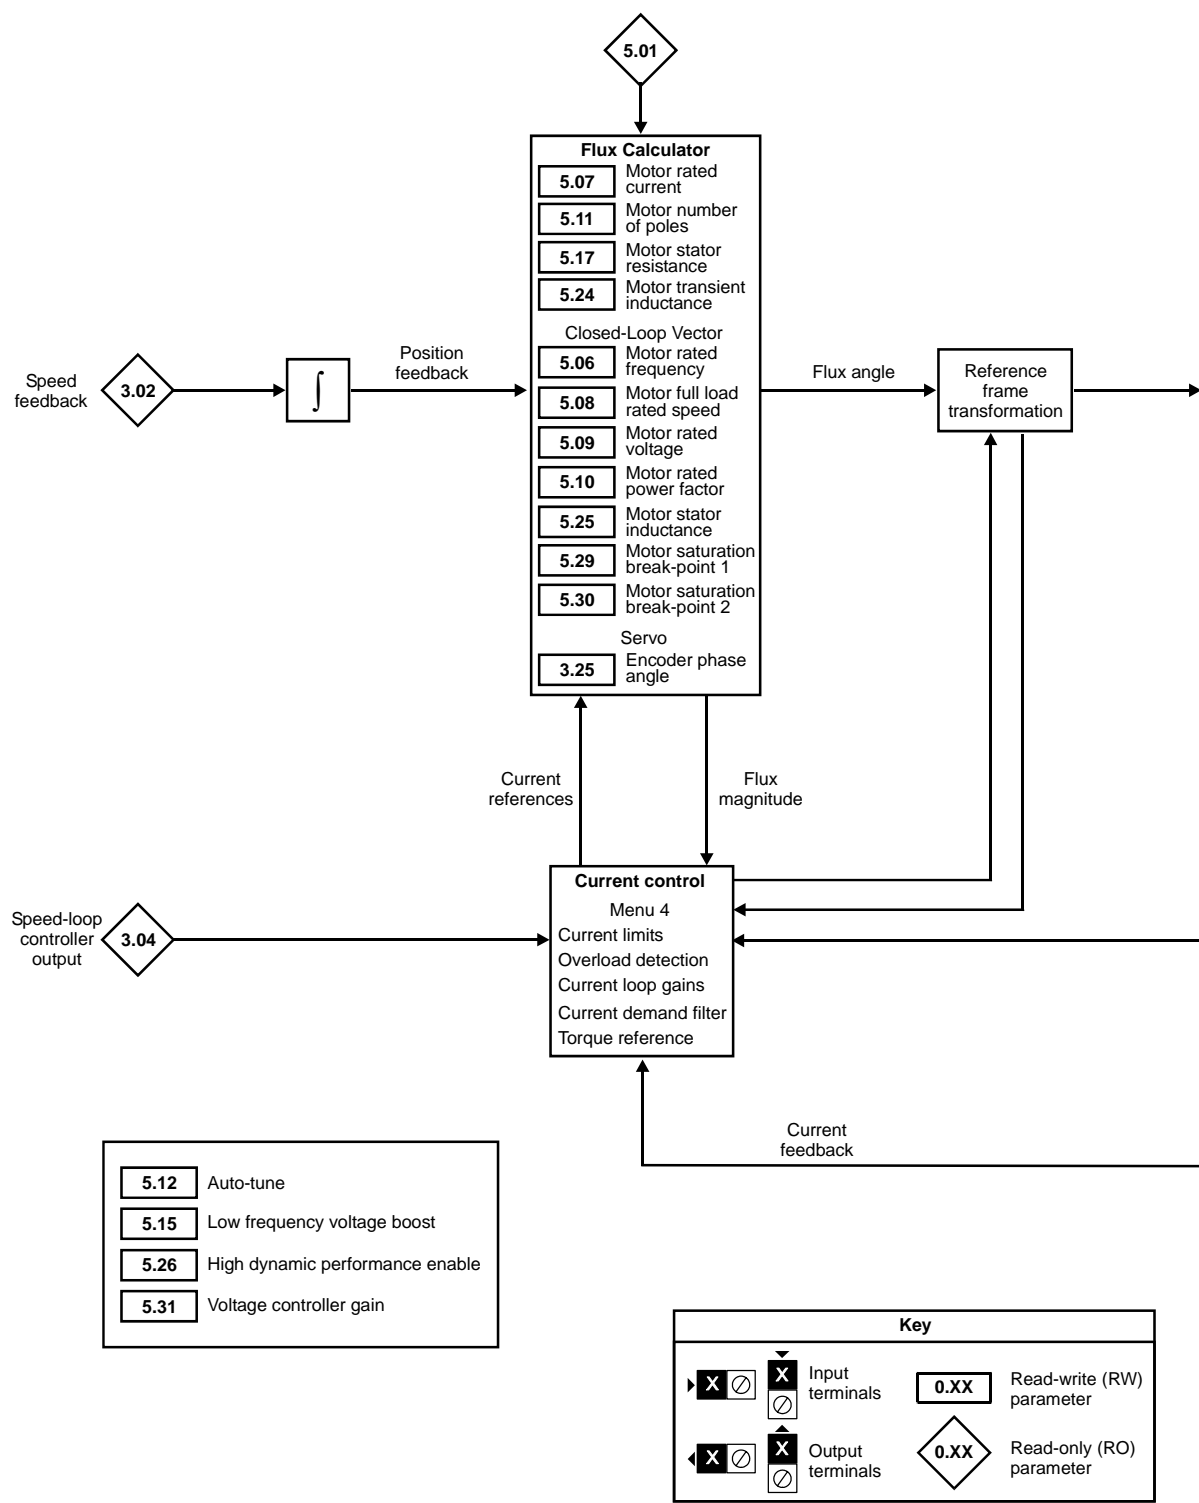 5.01
Flux Calculator
5.07 Motor rated
current
5.11 Motor number
of poles
5.17 Motor stator
resistance
5.24 Motor transient
inductance
Closed-Loop Vector
5.06 Motor rated
frequency
5.08 Motor full load
rated speed
5.09 Motor rated
voltage
5.10 Motor rated
power factor
5.25 Motor stator
inductance
5.29 Motor saturation
break-point 1
5.30 Motor saturation
break-point 2
Servo
3.25 Encoder phase
angle
Speed
feedback
3.02
∫
Position
feedback
Flux angle
Reference
frame
transformation
Current
references
Flux
magnitude
Speed-loop
controller
output
3.04
Current control
Menu 4
Current limits
Overload detection
Current loop gains
Current demand filter
Torque reference
Current
feedback
5.12 Auto-tune
5.15 Low frequency voltage boost
5.26 High dynamic performance enable
5.31 Voltage controller gain
Key
X X Input
terminals
0.XX Read-write (RW)
parameter
X X Output
terminals
0.XX Read-only (RO)
parameter